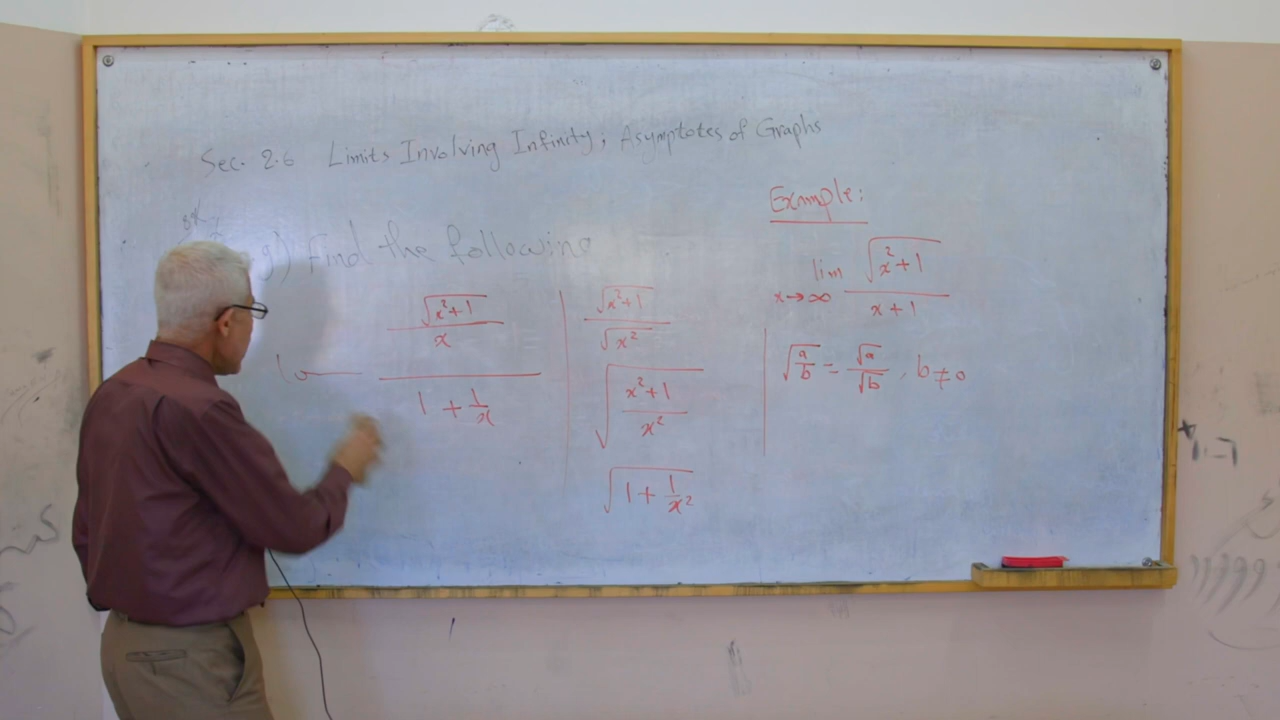 Sec. 2.6 Limits Involving Infinity; Asymptotes of Graphs
g) Find the following
√(x²+1)
x
1 + 1/x
√(x²+1)
√(x²)
√((x²+1)/x²)
√(1 + 1/x²)
Example:
lim x→∞ √(x²+1) / (x+1)
√(a/b) = √a/√b , b≠0